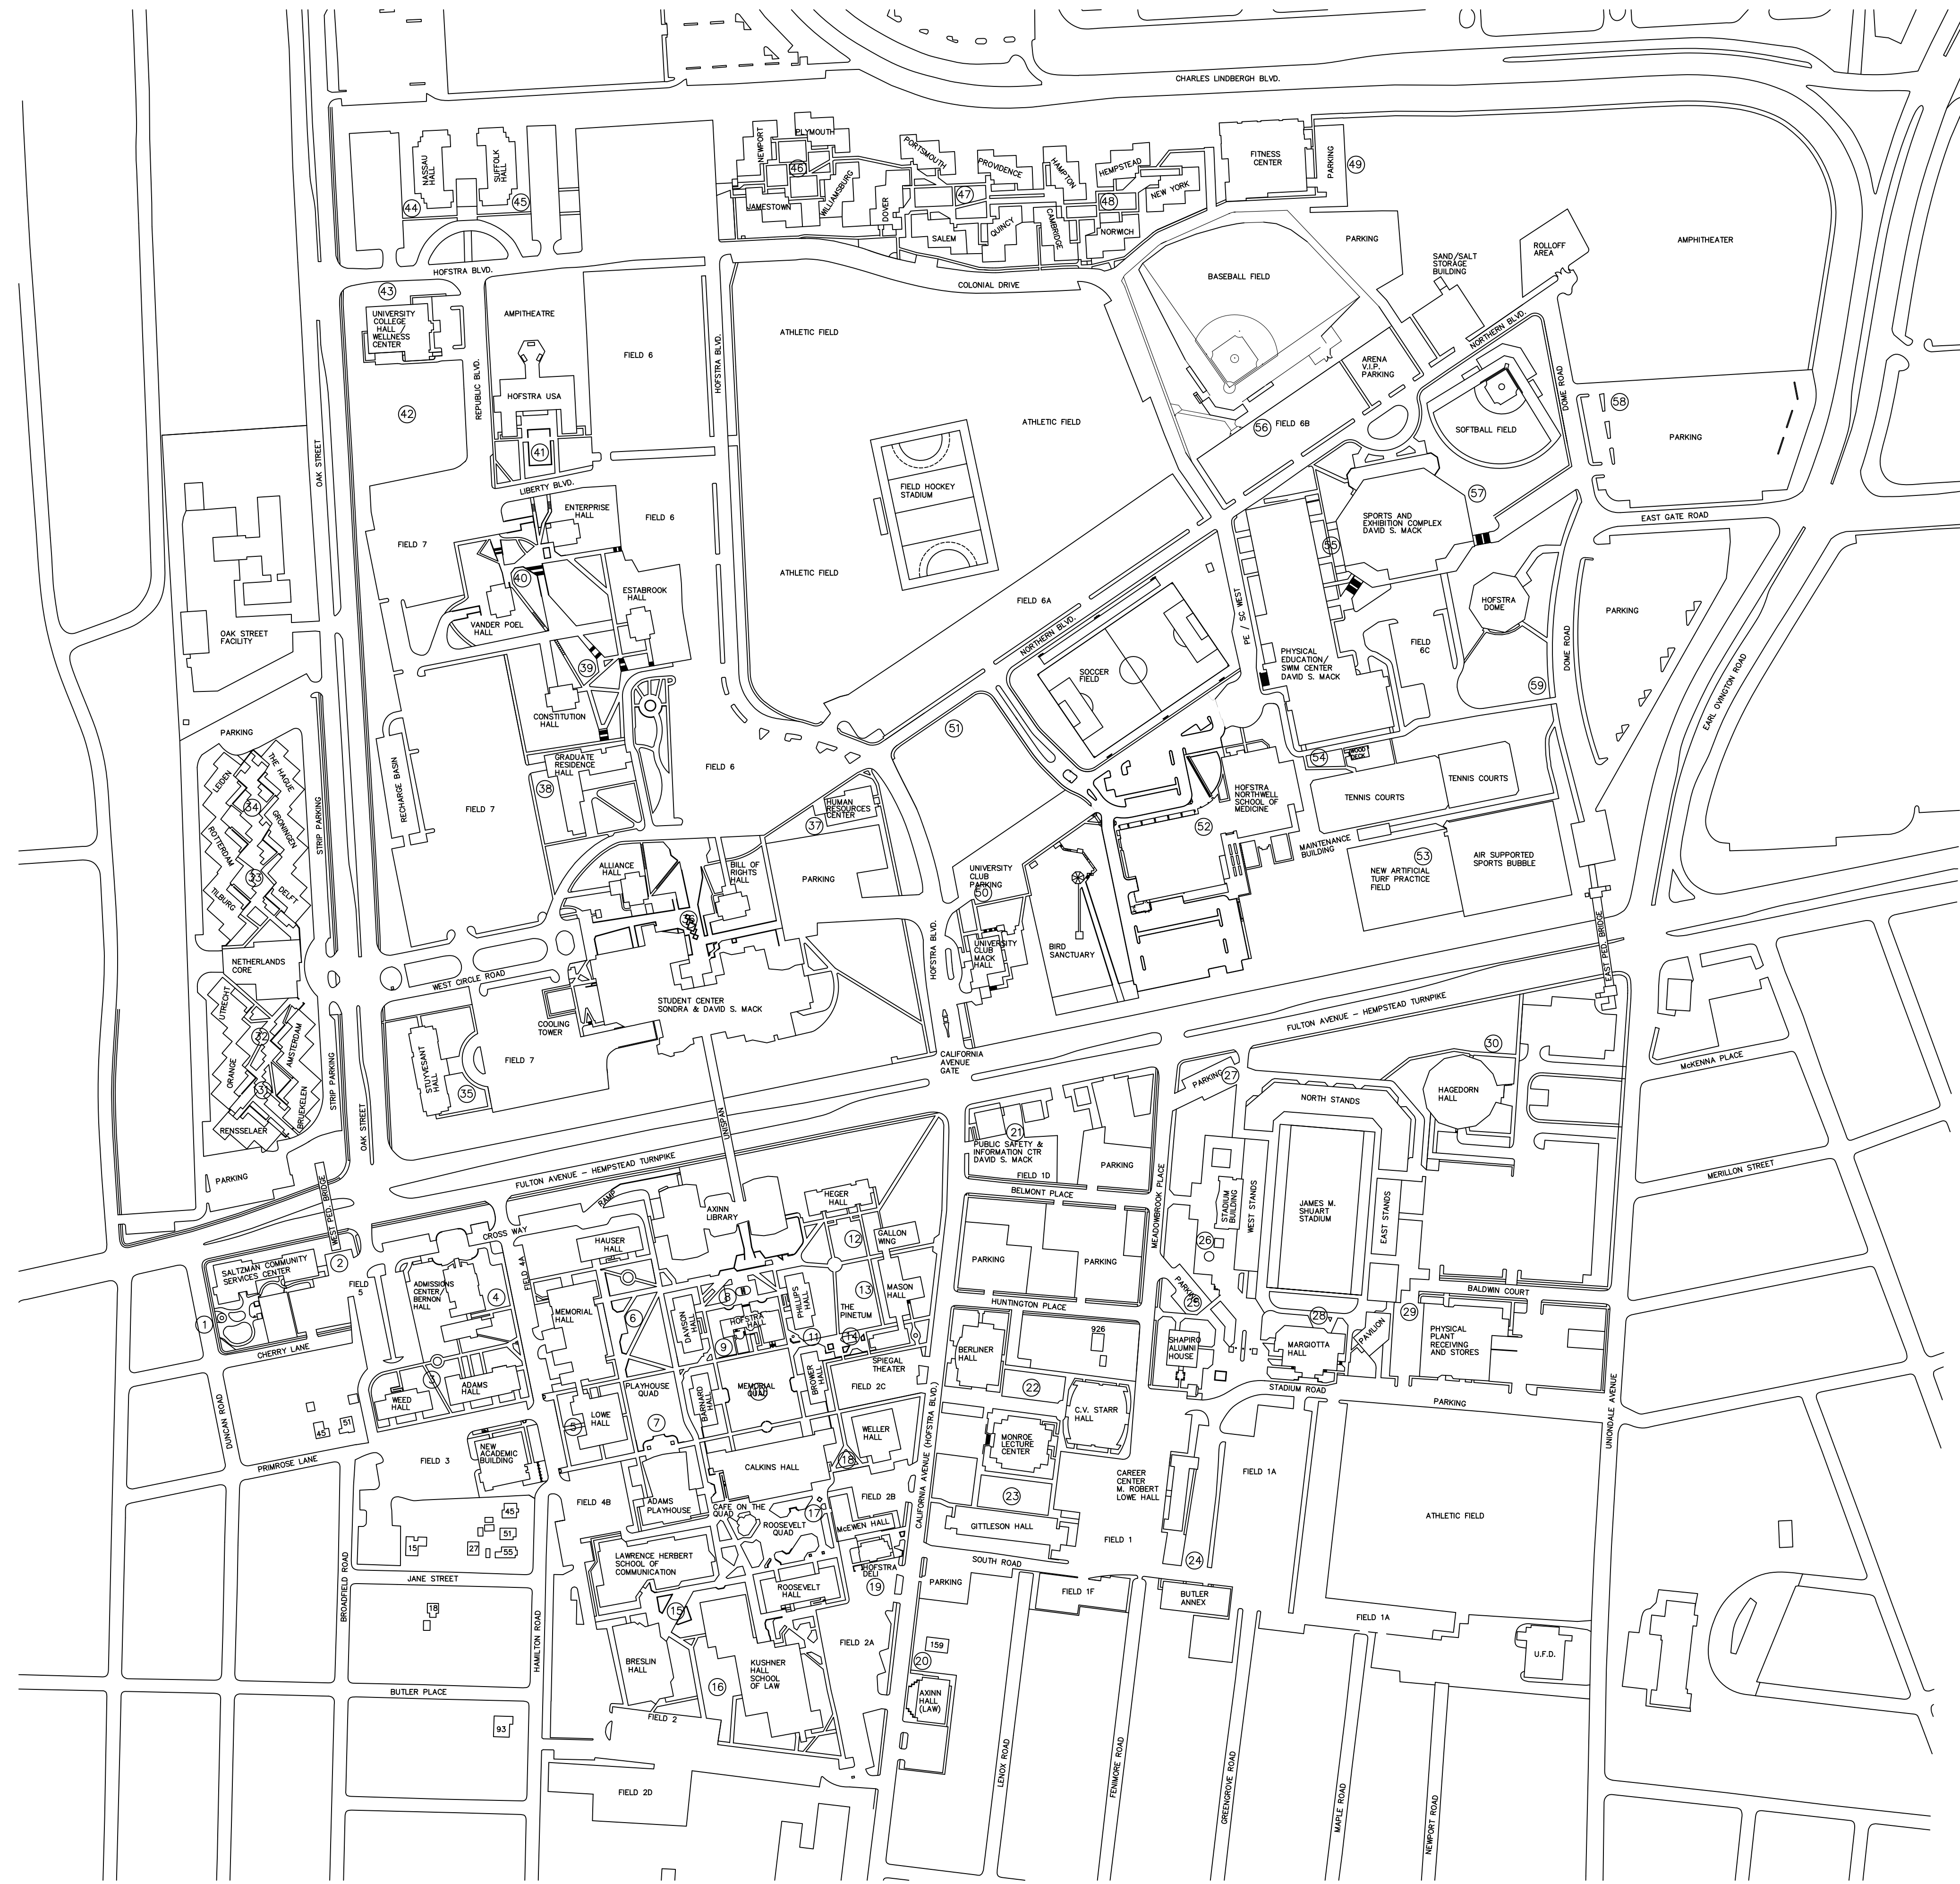 CHARLES LINDBERGH BLVD.
NASSAU
HALL
SUFFOLK
HALL
44
45
NEWPORT
PLYMOUTH
46
JAMESTOWN
WILLIAMSBURG
DOVER
PORTSMOUTH
PROVIDENCE
HAMPTON
HEMPSTEAD
47
48
NEW YORK
SALEM
QUINCY
CAMBRIDGE
NORWICH
FITNESS
CENTER
PARKING
49
HOFSTRA BLVD.
COLONIAL DRIVE
BASEBALL FIELD
PARKING
SAND/SALT
STORAGE
BUILDING
ROLLOFF
AREA
AMPHITHEATER
43
UNIVERSITY
COLLEGE
HALL /
WELLNESS
CENTER
AMPITHEATRE
REPUBLIC BLVD.
FIELD 6
HOFSTRA BLVD.
ATHLETIC FIELD
NORTHERN BLVD.
ARENA
V.I.P.
PARKING
DOME ROAD
42
HOFSTRA USA
41
ATHLETIC FIELD
56
FIELD 6B
SOFTBALL FIELD
58
PARKING
OAK STREET
LIBERTY BLVD.
ENTERPRISE
HALL
FIELD 6
FIELD HOCKEY
STADIUM
57
SPORTS AND
EXHIBITION COMPLEX
DAVID S. MACK
55
EAST GATE ROAD
FIELD 7
40
ATHLETIC FIELD
ESTABROOK
HALL
VANDER POEL
HALL
OAK STREET
FACILITY
FIELD 6A
NORTHERN BLVD.
PE / SC WEST
HOFSTRA
DOME
PARKING
FIELD
6C
DOME ROAD
39
SOCCER
FIELD
PHYSICAL
EDUCATION/
SWIM CENTER
DAVID S. MACK
59
EARL OVINGTON ROAD
CONSTITUTION
HALL
PARKING
51
54
WOOD
DECK
LEIDEN
THE HAGUE
34
GRONINGEN
ROTTERDAM
33
TILBURG
DELFT
STRIP PARKING
RECHARGE BASIN
FIELD 7
GRADUATE
RESIDENCE
HALL
38
FIELD 6
HUMAN
RESOURCES
CENTER
37
HOFSTRA
NORTHWELL
SCHOOL OF
MEDICINE
52
TENNIS COURTS
TENNIS COURTS
MAINTENANCE
BUILDING
53
NEW ARTIFICIAL
TURF PRACTICE
FIELD
AIR SUPPORTED
SPORTS BUBBLE
ALLIANCE
HALL
BILL OF
RIGHTS
HALL
PARKING
UNIVERSITY
CLUB
PARKING
50
UNIVERSITY
CLUB
MACK
HALL
BIRD
SANCTUARY
HOFSTRA BLVD.
36
EAST PED. BRIDGE
NETHERLANDS
CORE
WEST CIRCLE ROAD
STUDENT CENTER
SONDRA & DAVID S. MACK
COOLING
TOWER
CALIFORNIA
AVENUE
GATE
FULTON AVENUE - HEMPSTEAD TURNPIKE
30
McKENNA PLACE
UTRECHT
32
AMSTERDAM
ORANGE
31
BRUEKELEN
RENSSELAER
STRIP PARKING
OAK STREET
STUYVESANT
HALL
35
FIELD 7
UNISPAN
PARKING
27
NORTH STANDS
HAGEDORN
HALL
21
PUBLIC SAFETY &
INFORMATION CTR
DAVID S. MACK
FIELD 1D
PARKING
BELMONT PLACE
MEADOWBROOK PLACE
STADIUM
BUILDING
WEST STANDS
JAMES M.
SHUART
STADIUM
EAST STANDS
MERILLON STREET
PARKING
WEST PED. BRIDGE
FULTON AVENUE - HEMPSTEAD TURNPIKE
RAMP
AXINN
LIBRARY
HEGER
HALL
12
GALLON
WING
CROSS WAY
HAUSER
HALL
FIELD 4A
2
SALTZMAN COMMUNITY
SERVICES CENTER
1
FIELD
5
ADMISSIONS
CENTER/
BERNON
HALL
4
MEMORIAL
HALL
6
DAVISON
HALL
8
HOFSTRA
HALL
9
PHILLIPS
HALL
11
13
THE
PINETUM
14
MASON
HALL
26
PARKING
PARKING
HUNTINGTON PLACE
PARKING
25
28
29
BALDWIN COURT
CHERRY LANE
SPIEGAL
THEATER
BERLINER
HALL
926
SHAPIRO
ALUMNI
HOUSE
MARGIOTTA
HALL
PAVILION
PHYSICAL
PLANT
RECEIVING
AND STORES
3
WEED
HALL
ADAMS
HALL
PLAYHOUSE
QUAD
BARNARD
HALL
MEMORIAL
QUAD
BROWER
HALL
FIELD 2C
22
C.V. STARR
HALL
STADIUM ROAD
PARKING
DUNCAN ROAD
45
51
5
LOWE
HALL
7
WELLER
HALL
18
CALIFORNIA AVENUE (HOFSTRA BLVD.)
MONROE
LECTURE
CENTER
UNIONDALE AVENUE
PRIMROSE LANE
FIELD 3
NEW
ACADEMIC
BUILDING
CALKINS HALL
CAREER
CENTER
M. ROBERT
LOWE HALL
FIELD 1A
23
FIELD 4B
ADAMS
PLAYHOUSE
CAFE ON THE
QUAD
ROOSEVELT
QUAD
17
FIELD 2B
McEWEN HALL
GITTLESON HALL
FIELD 1
ATHLETIC FIELD
45
51
15
27
55
LAWRENCE HERBERT
SCHOOL OF
COMMUNICATION
HOFSTRA
DELI
19
SOUTH ROAD
24
JANE STREET
BROADFIELD ROAD
HAMILTON ROAD
ROOSEVELT
HALL
PARKING
FIELD 1F
BUTLER
ANNEX
18
15
FIELD 1A
BRESLIN
HALL
16
KUSHNER
HALL
SCHOOL
OF LAW
FIELD 2A
159
20
U.F.D.
BUTLER PLACE
93
FIELD 2
AXINN
HALL
(LAW)
FIELD 2D
LENOX ROAD
FENIMORE ROAD
GREENGROVE ROAD
MAPLE ROAD
NEWPORT ROAD